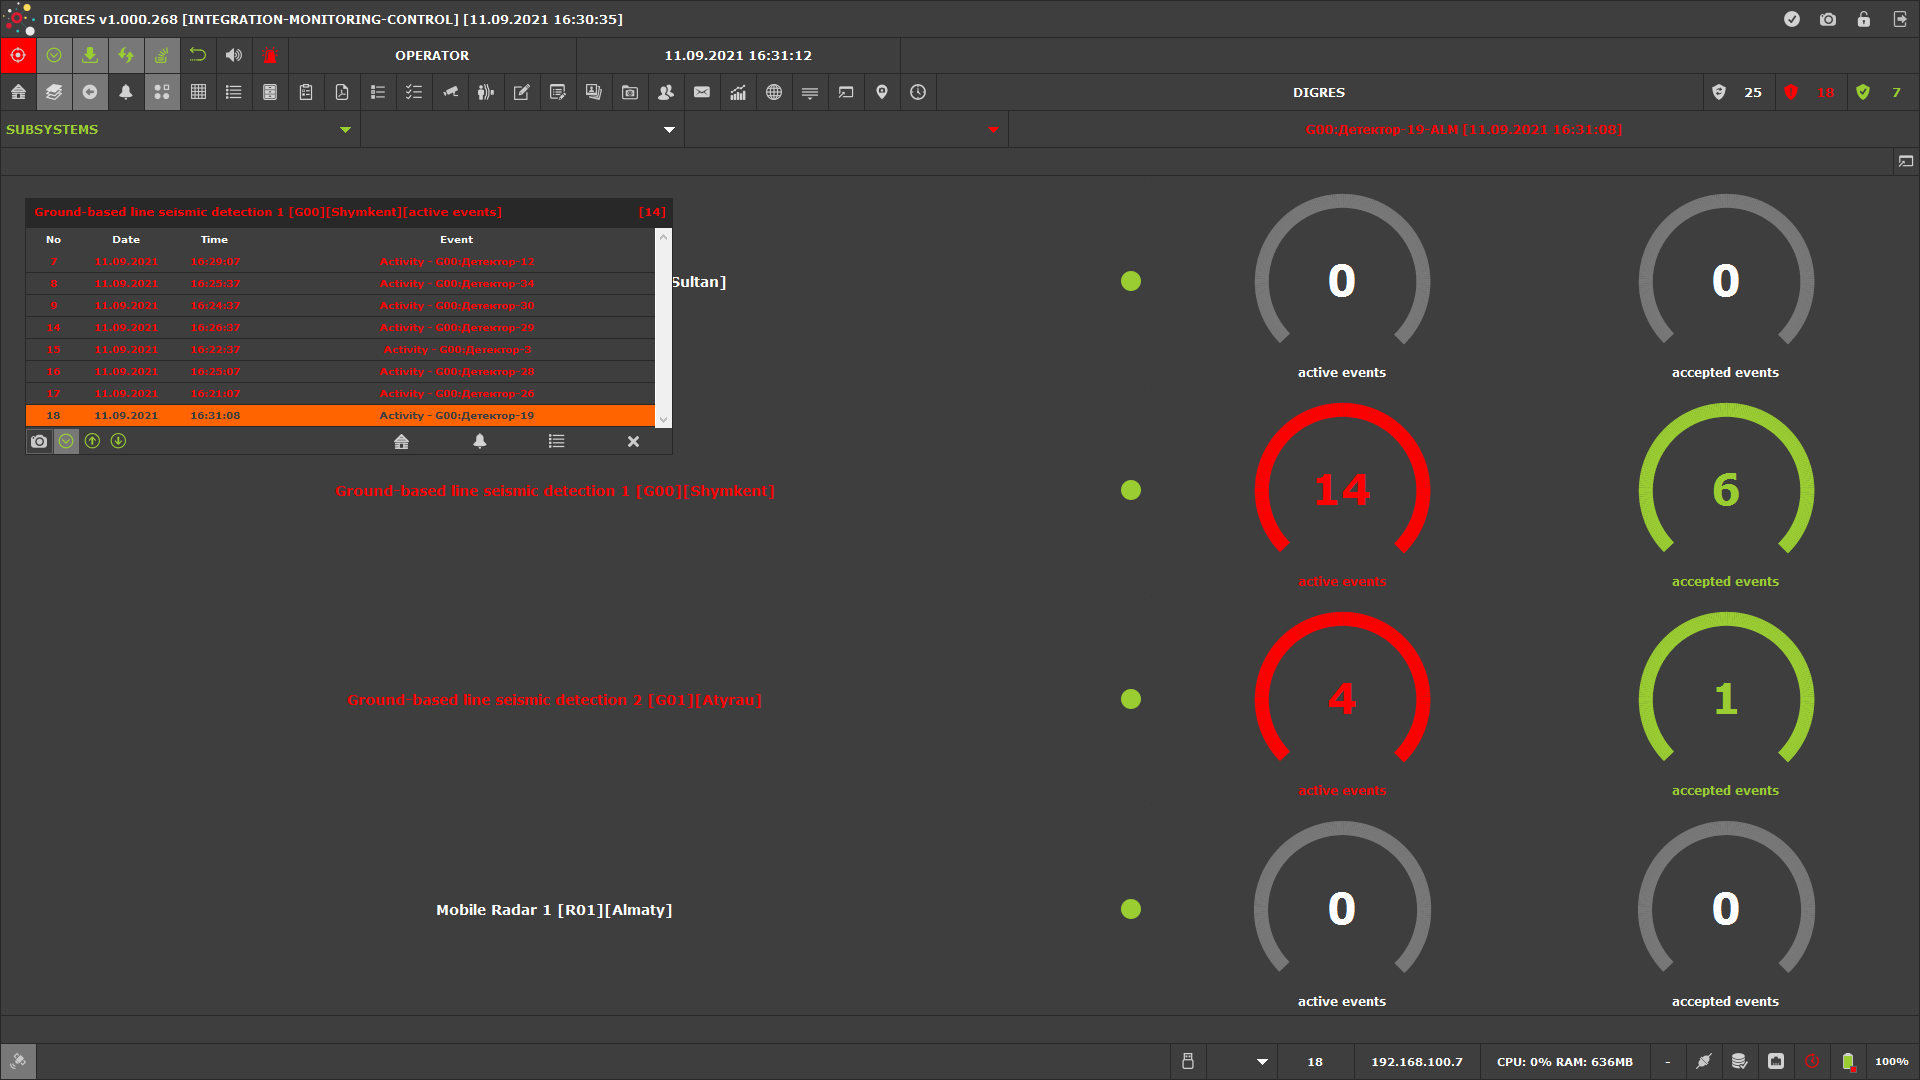 DIGRES v1.000.268 [INTEGRATION-MONITORING-CONTROL] [11.09.2021 16:30:35]
OPERATOR 11.09.2021 16:31:12
DIGRES 25 18 7
SUBSYSTEMS G00:Детектор-19-ALM [11.09.2021 16:31:08]
Ground-based line seismic detection 1 [G00][Shymkent][active events] [14]
No Date Time Event
7 11.09.2021 16:29:07 Activity - G00:Детектор-12
8 11.09.2021 16:25:37 Activity - G00:Детектор-34
9 11.09.2021 16:24:37 Activity - G00:Детектор-30
14 11.09.2021 16:26:37 Activity - G00:Детектор-29
15 11.09.2021 16:22:37 Activity - G00:Детектор-3
16 11.09.2021 16:25:07 Activity - G00:Детектор-28
17 11.09.2021 16:21:07 Activity - G00:Детектор-26
18 11.09.2021 16:31:08 Activity - G00:Детектор-19
Sultan] 0 0
active events accepted events
Ground-based line seismic detection 1 [G00][Shymkent] 14 6
active events accepted events
Ground-based line seismic detection 2 [G01][Atyrau] 4 1
active events accepted events
Mobile Radar 1 [R01][Almaty] 0 0
active events accepted events
18 192.168.100.7 CPU: 0% RAM: 636MB - 100%